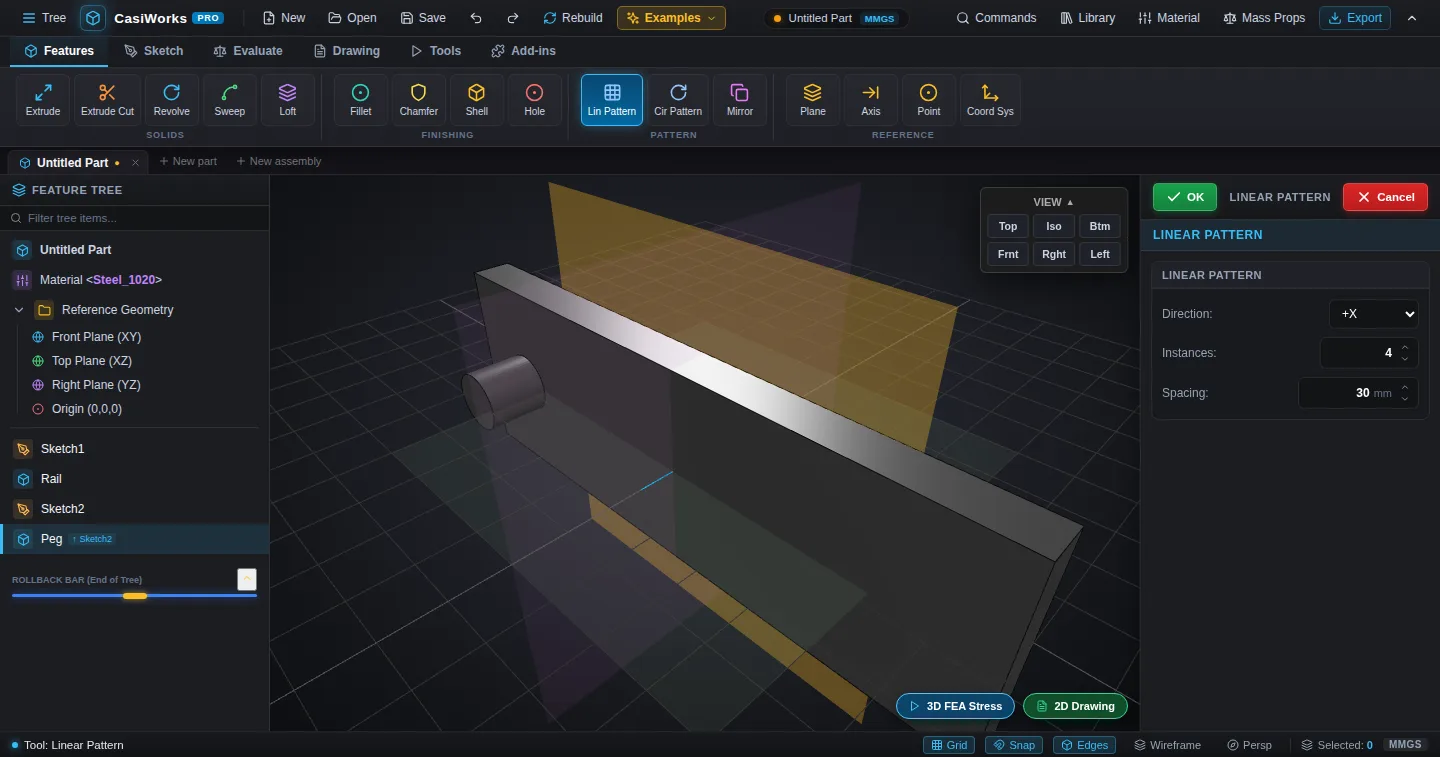 Tree CasiWorks PRO New Open Save Rebuild Examples Untitled Part MMGS Commands Library Material Mass Props Export
Features Sketch Evaluate Drawing Tools Add-ins
Extrude Extrude Cut Revolve Sweep Loft Fillet Chamfer Shell Hole Lin Pattern Cir Pattern Mirror Plane Axis Point Coord Sys
SOLIDS FINISHING PATTERN REFERENCE
Untitled Part New part New assembly
FEATURE TREE
Filter tree items...
Untitled Part
Material <Steel_1020>
Reference Geometry
Front Plane (XY)
Top Plane (XZ)
Right Plane (YZ)
Origin (0,0,0)
Sketch1
Rail
Sketch2
Peg ↑ Sketch2
ROLLBACK BAR (End of Tree)
VIEW ▲
Top Iso Btm
Frnt Rght Left
3D FEA Stress 2D Drawing
OK LINEAR PATTERN Cancel
LINEAR PATTERN
LINEAR PATTERN
Direction: +X
Instances: 4
Spacing: 30 mm
Tool: Linear Pattern Grid Snap Edges Wireframe Persp Selected: 0 MMGS